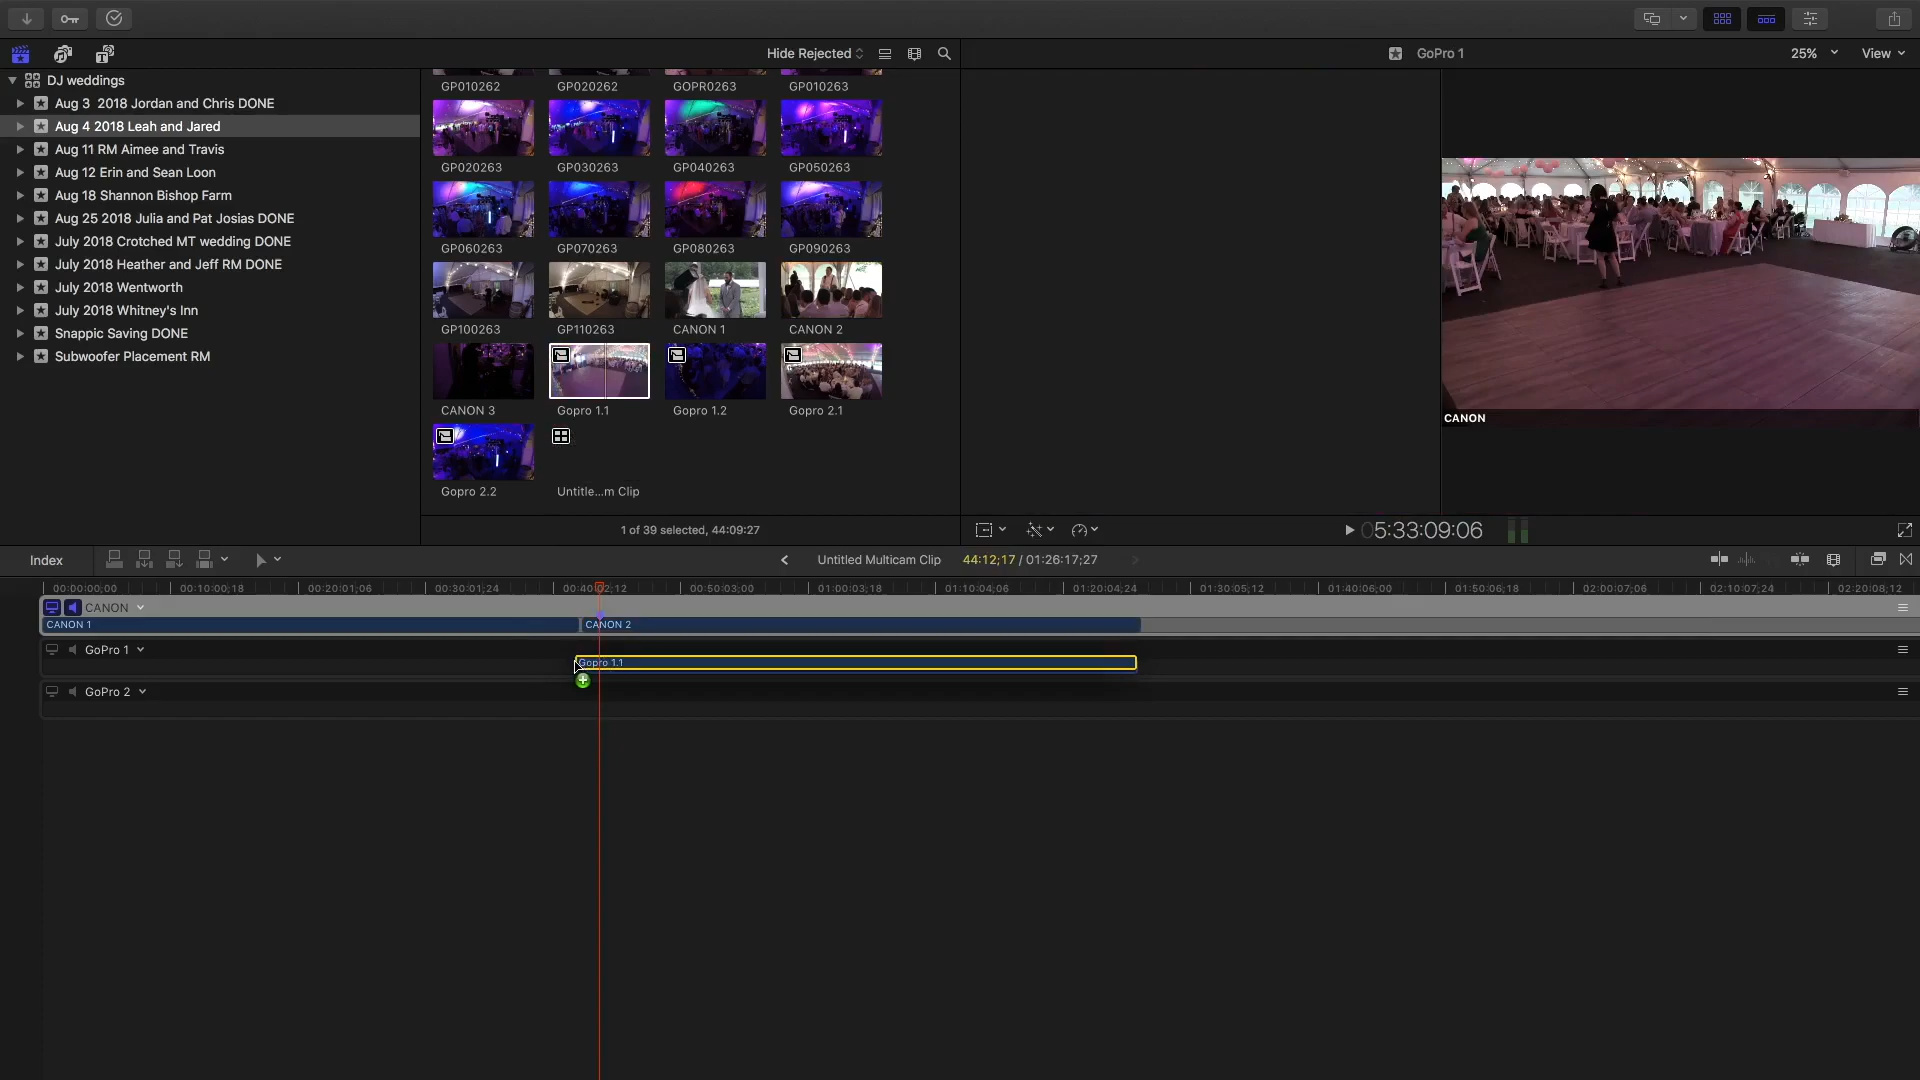 Hide Rejected
GoPro 1
25%
View
DJ weddings
Aug 3  2018 Jordan and Chris DONE
Aug 4 2018 Leah and Jared
Aug 11 RM Aimee and Travis
Aug 12 Erin and Sean Loon
Aug 18 Shannon Bishop Farm
Aug 25 2018 Julia and Pat Josias DONE
July 2018 Crotched MT wedding DONE
July 2018 Heather and Jeff RM DONE
July 2018 Wentworth
July 2018 Whitney's Inn
Snappic Saving DONE
Subwoofer Placement RM
GP010262 GP020262 GOPR0263 GP010263
GP020263 GP030263 GP040263 GP050263
GP060263 GP070263 GP080263 GP090263
GP100263 GP110263 CANON 1 CANON 2
CANON 3 Gopro 1.1 Gopro 1.2 Gopro 2.1
Gopro 2.2 Untitle...m Clip
1 of 39 selected, 44:09:27
CANON
05:33:09:06
Index
Untitled Multicam Clip
44:12;17 / 01:26:17;27
00:00:00;00 00:10:00;18 00:20:01;06 00:30:01;24 00:40:02;12 00:50:03;00 01:00:03;18 01:10:04;06 01:20:04;24 01:30:05;12 01:40:06;00 01:50:06;18 02:00:07;06 02:10:07;24 02:20:08;12
CANON
CANON 1 CANON 2
GoPro 1
Gopro 1.1
GoPro 2